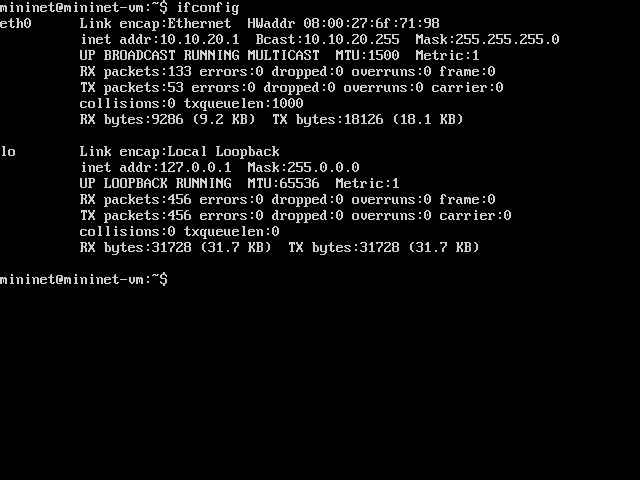 mininet@mininet-vm:~$ ifconfig
eth0      Link encap:Ethernet  HWaddr 08:00:27:6f:71:98
          inet addr:10.10.20.1  Bcast:10.10.20.255  Mask:255.255.255.0
          UP BROADCAST RUNNING MULTICAST  MTU:1500  Metric:1
          RX packets:133 errors:0 dropped:0 overruns:0 frame:0
          TX packets:53 errors:0 dropped:0 overruns:0 carrier:0
          collisions:0 txqueuelen:1000
          RX bytes:9286 (9.2 KB)  TX bytes:18126 (18.1 KB)
lo        Link encap:Local Loopback
          inet addr:127.0.0.1  Mask:255.0.0.0
          UP LOOPBACK RUNNING  MTU:65536  Metric:1
          RX packets:456 errors:0 dropped:0 overruns:0 frame:0
          TX packets:456 errors:0 dropped:0 overruns:0 carrier:0
          collisions:0 txqueuelen:0
          RX bytes:31728 (31.7 KB)  TX bytes:31728 (31.7 KB)
mininet@mininet-vm:~$